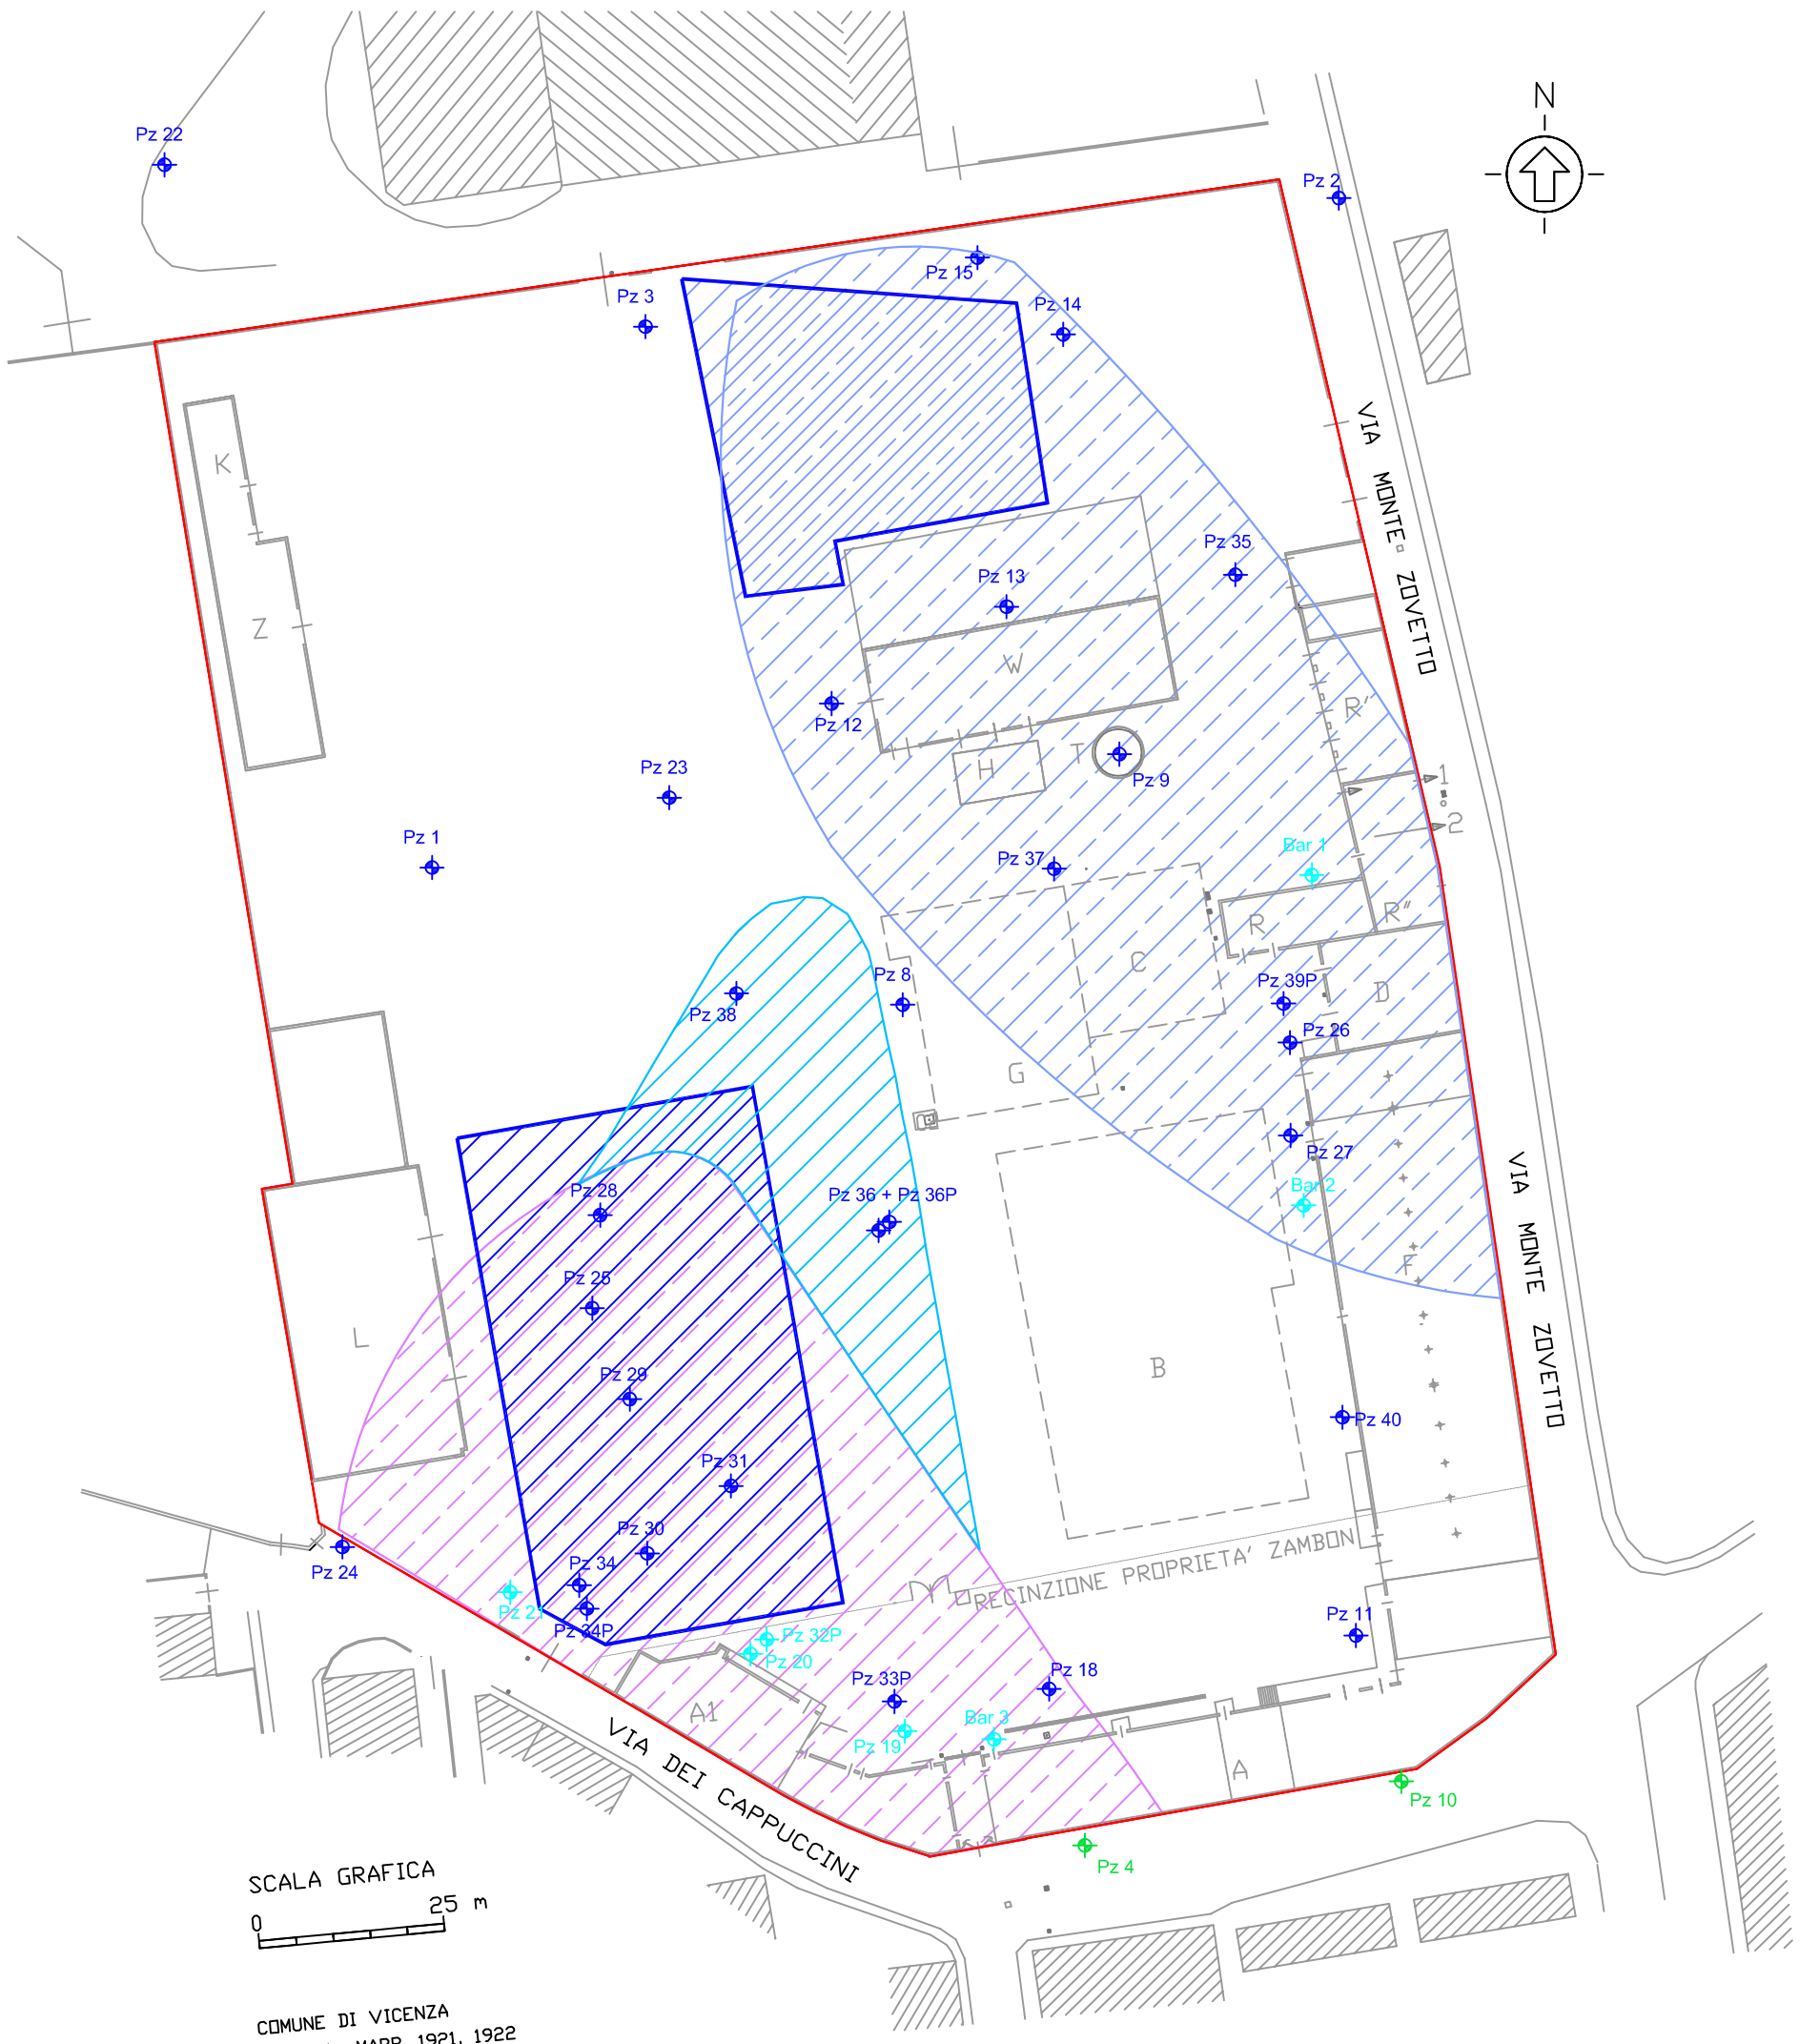 N
Pz 22
Pz 2
Pz 15
Pz 3
Pz 14
VIA MONTE ZOVETTO
K
Pz 35
Pz 13
Z
W
R'
Pz 12
T
H
Pz 9
Pz 23
1
2
Pz 1
Bar 1
Pz 37
R
R"
C
Pz 8
Pz 39P
D
Pz 38
Pz 26
G
Pz 27
VIA MONTE ZOVETTO
Bar 2
Pz 28
Pz 36 + Pz 36P
F
Pz 25
L
B
Pz 29
Pz 40
Pz 31
Pz 30
RECINZIONE PROPRIETA' ZAMBON
Pz 24
Pz 34
Pz 21
Pz 34P
Pz 11
Pz 32P
Pz 20
Pz 33P
Pz 18
A1
Bar 3
Pz 19
A
VIA DEI CAPPUCCINI
Pz 10
Pz 4
SCALA GRAFICA
0 25 m
COMUNE DI VICENZA
MAPP. 1921, 1922